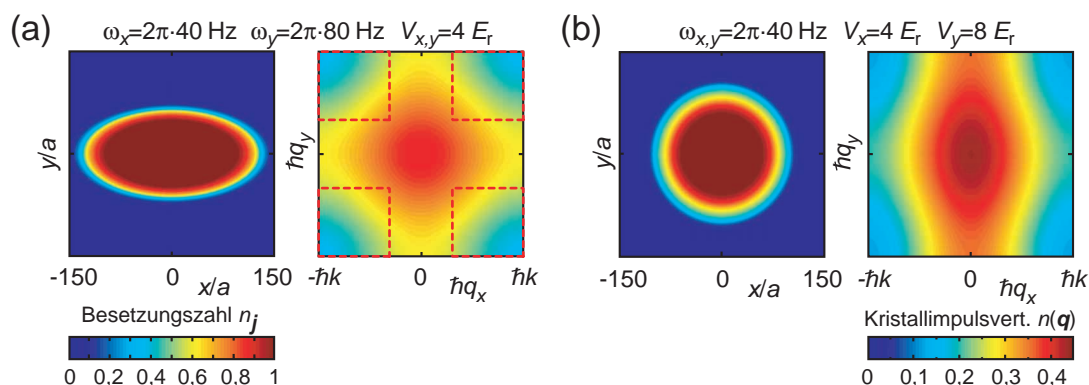 (a) ωx=2π·40 Hz ωy=2π·80 Hz Vx,y=4 Er
(b) ωx,y=2π·40 Hz Vx=4 Er Vy=8 Er
y/a
ħqy
y/a
ħqy
-150 0 150
x/a
-ħk 0 ħk
ħqx
-150 0 150
x/a
-ħk 0 ħk
ħqx
Besetzungszahl nj
0 0,2 0,4 0,6 0,8 1
Kristallimpulsvert. n(q)
0 0,1 0,2 0,3 0,4